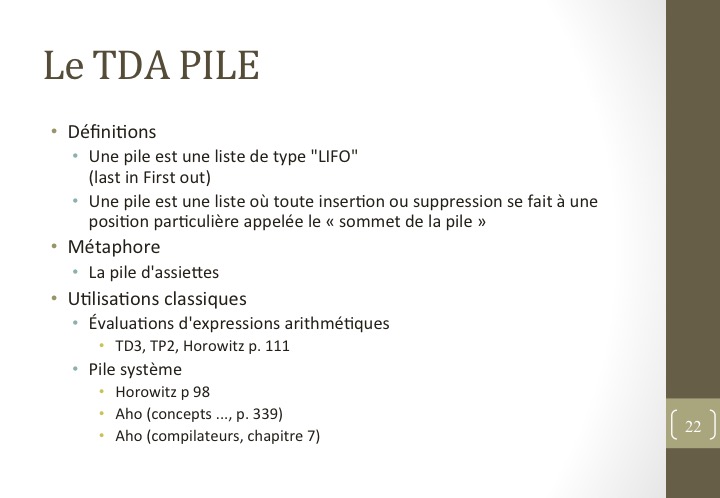 Le TDA PILE
• Définitions
• Une pile est une liste de type "LIFO"
(last in First out)
• Une pile est une liste où toute insertion ou suppression se fait à une
position particulière appelée le « sommet de la pile »
• Métaphore
• La pile d'assiettes
• Utilisations classiques
• Évaluations d'expressions arithmétiques
• TD3, TP2, Horowitz p. 111
• Pile système
• Horowitz p 98
• Aho (concepts ..., p. 339)
• Aho (compilateurs, chapitre 7)
22